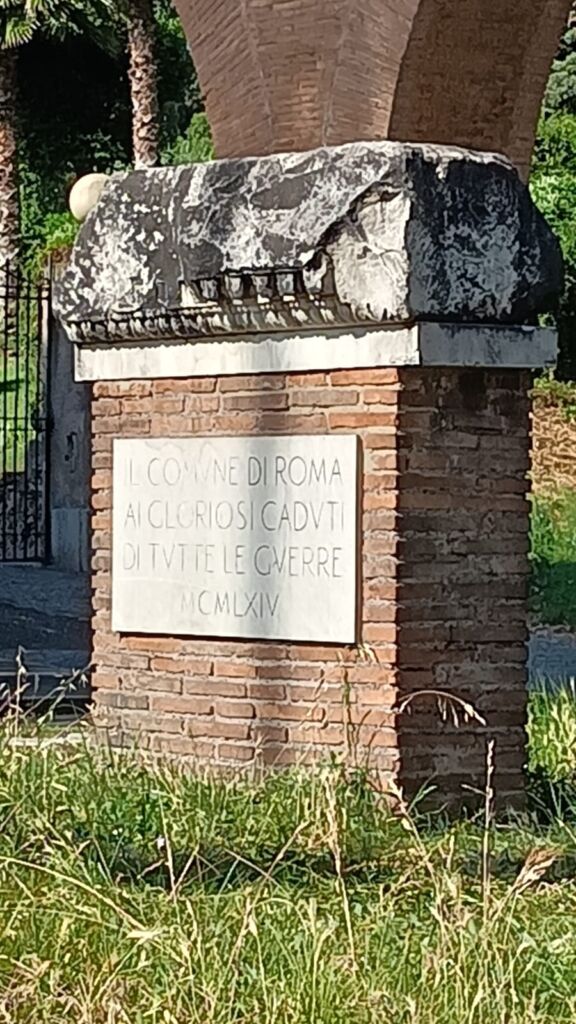 IL COMVNE DI ROMA
AI GLORIOSI CADVTI
DI TVTTE LE GVERRE
MCMLXIV